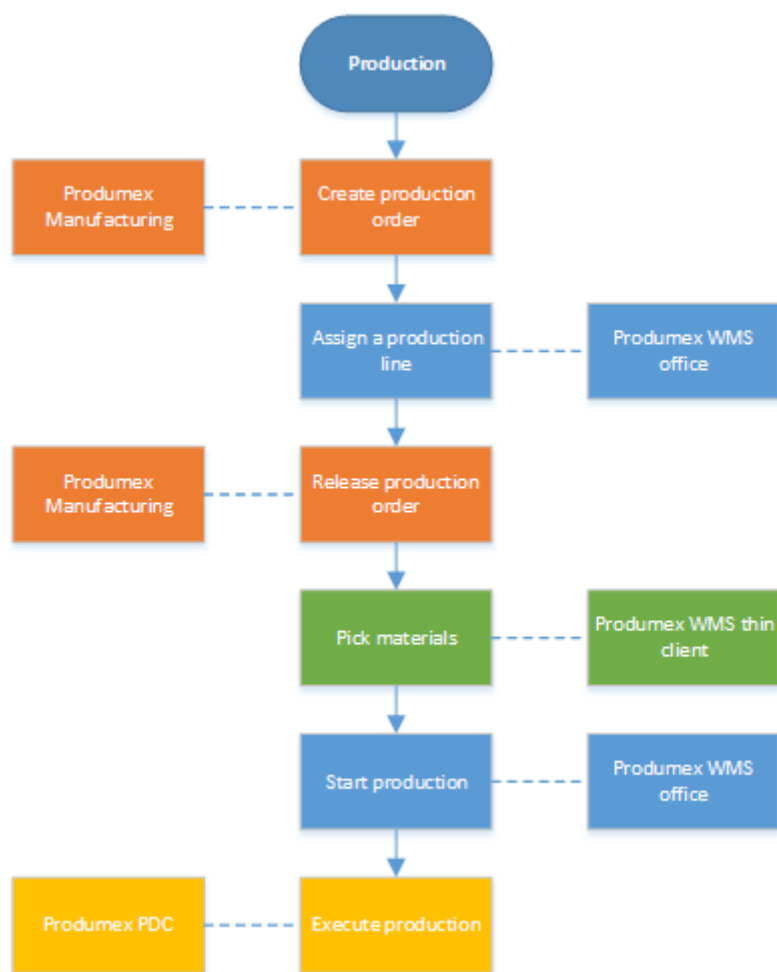 Production
Produmex
Manufacturing
Create production
order
Assign a production
line
Produmex WMS
office
Produmex
Manufacturing
Release production
order
Pick materials
Produmex WMS thin
client
Start production
Produmex WMS
office
Produmex PDC
Execute production